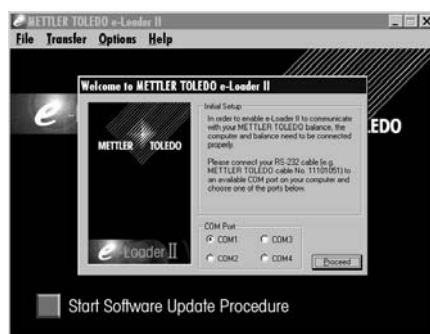 METTLER TOLEDO e-Loader II
File Transfer Options Help
Welcome to METTLER TOLEDO e-Loader II
e
METTLER TOLEDO
e-Loader II
Initial Setup
In order to enable e-Loader II to communicate
with your METTLER TOLEDO balance, the
computer and balance need to be connected
properly.
Please connect your RS-232 cable (e.g.
METTLER TOLEDO cable No. 11101051) to
an available COM port on your computer and
choose one of the ports below.
COM Port
COM1 COM3
COM2 COM4
Proceed
LEDO
Start Software Update Procedure